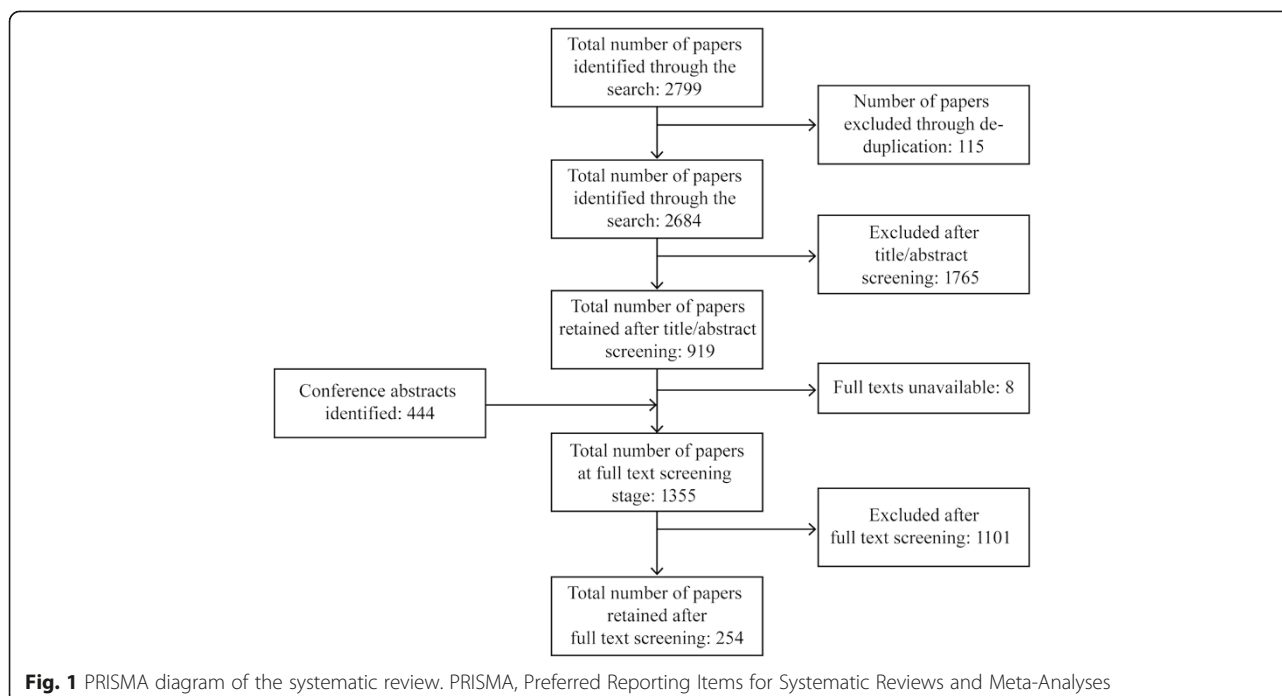 Total number of papers
identified through the
search: 2799
Number of papers
excluded through de-
duplication: 115
Total number of papers
identified through the
search: 2684
Excluded after
title/abstract
screening: 1765
Total number of papers
retained after title/abstract
screening: 919
Conference abstracts
identified: 444
Full texts unavailable: 8
Total number of papers
at full text screening
stage: 1355
Excluded after
full text screening: 1101
Total number of papers
retained after
full text screening: 254
Fig. 1 PRISMA diagram of the systematic review. PRISMA, Preferred Reporting Items for Systematic Reviews and Meta-Analyses